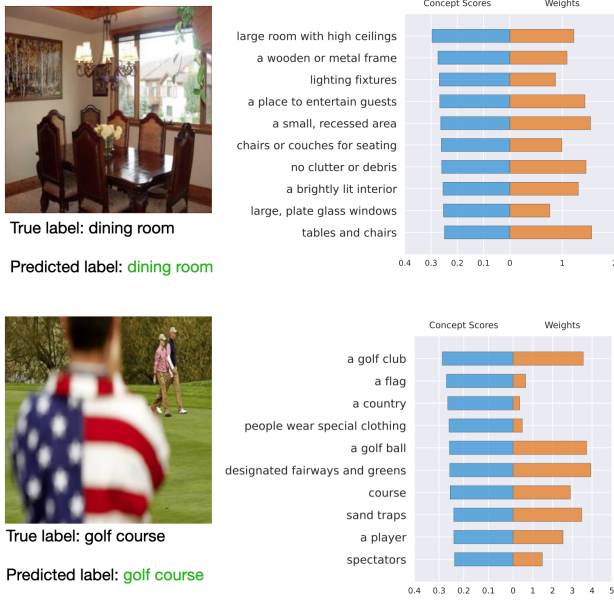 Concept Scores Weights
large room with high ceilings
a wooden or metal frame
lighting fixtures
a place to entertain guests
a small, recessed area
chairs or couches for seating
no clutter or debris
a brightly lit interior
large, plate glass windows
tables and chairs
0.4 0.3 0.2 0.1 0 1 2
True label: dining room
Predicted label: dining room
Concept Scores Weights
a golf club
a flag
a country
people wear special clothing
a golf ball
designated fairways and greens
course
sand traps
a player
spectators
0.4 0.3 0.2 0.1 0 1 2 3 4 5
True label: golf course
Predicted label: golf course